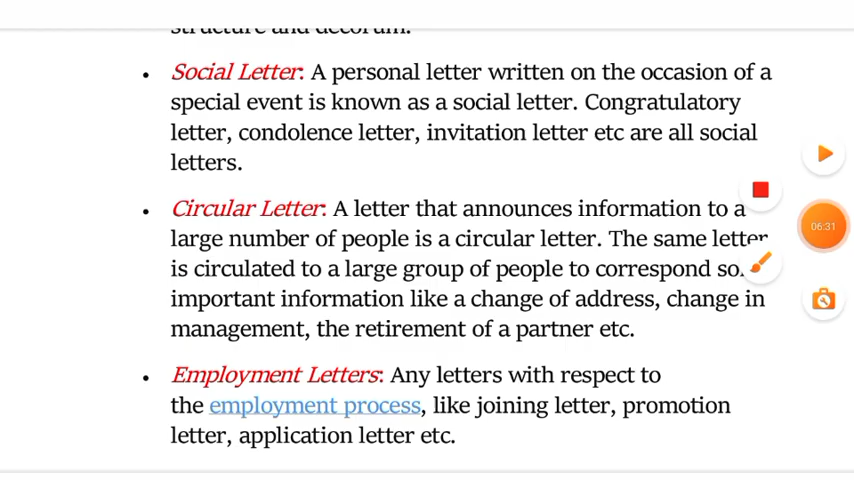 structure and decorum.
Social Letter: A personal letter written on the occasion of a
special event is known as a social letter. Congratulatory
letter, condolence letter, invitation letter etc are all social
letters.
Circular Letter: A letter that announces information to a
large number of people is a circular letter. The same letter
is circulated to a large group of people to correspond
important information like a change of address, change in
management, the retirement of a partner etc.
Employment Letters: Any letters with respect to
the employment process, like joining letter, promotion
letter, application letter etc.
06:31